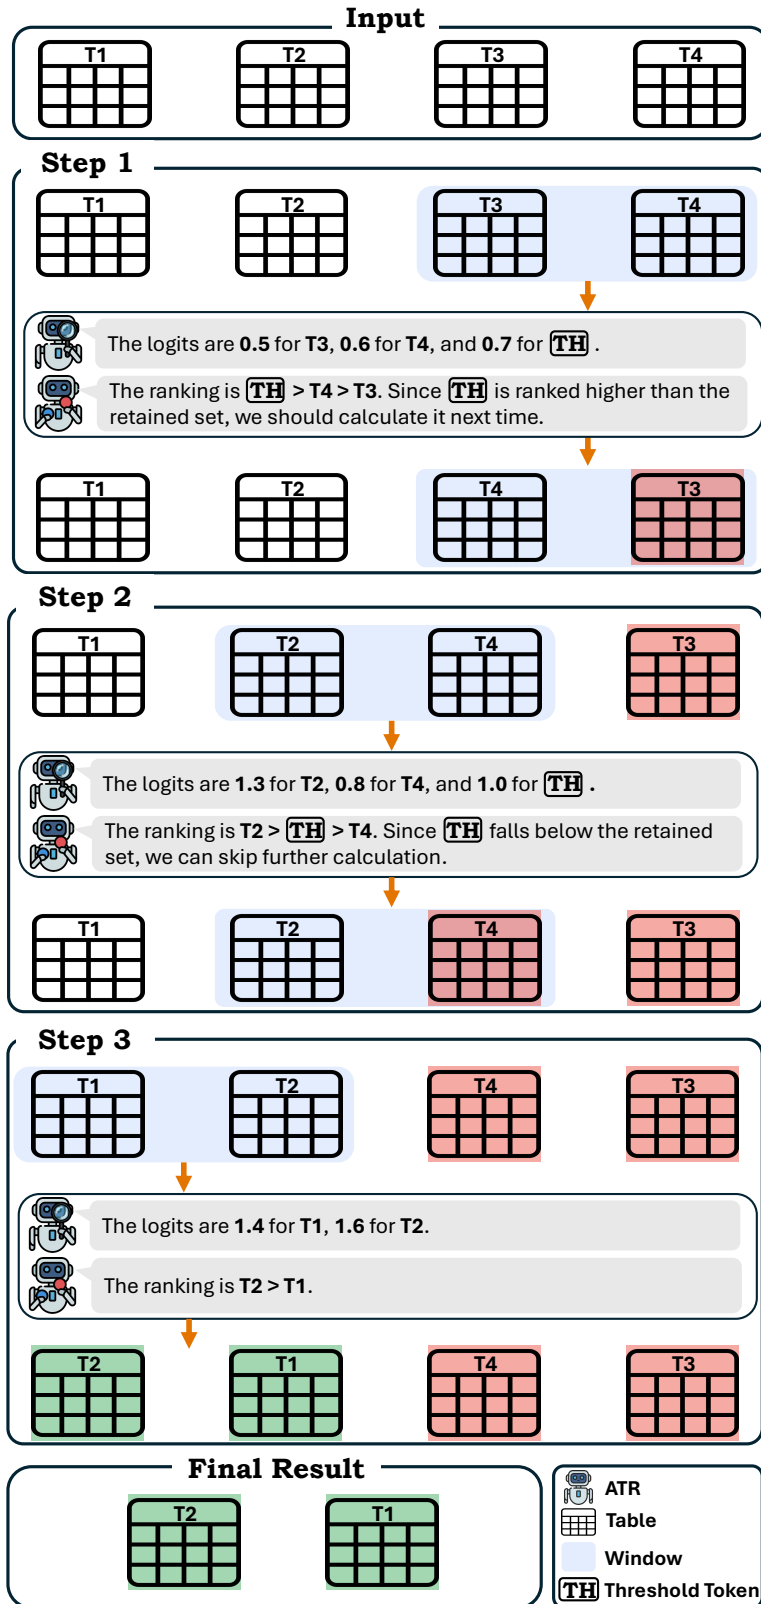 Input
T1 T2 T3 T4
Step 1
T1 T2 T3 T4
The logits are 0.5 for T3, 0.6 for T4, and 0.7 for TH .
The ranking is TH > T4 > T3. Since TH is ranked higher than the
retained set, we should calculate it next time.
T1 T2 T4 T3
Step 2
T1 T2 T4 T3
The logits are 1.3 for T2, 0.8 for T4, and 1.0 for TH .
The ranking is T2 > TH > T4. Since TH falls below the retained
set, we can skip further calculation.
T1 T2 T4 T3
Step 3
T1 T2 T4 T3
The logits are 1.4 for T1, 1.6 for T2.
The ranking is T2 > T1.
T2 T1 T4 T3
Final Result
T2 T1
ATR
Table
Window
TH Threshold Token